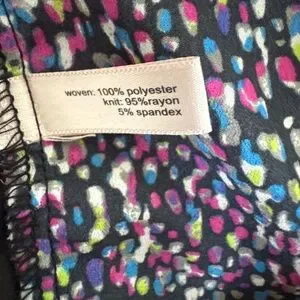 woven: 100% polyester
knit: 95%rayon
5% spandex